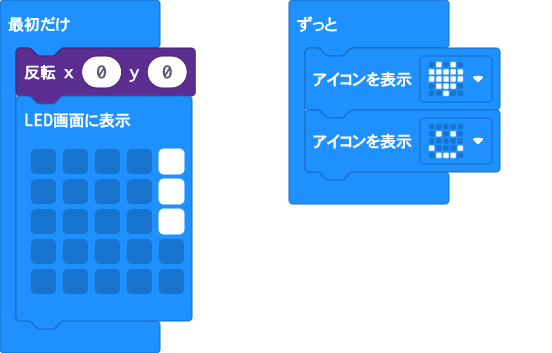 最初だけ
反転 x 0 y 0
LED画面に表示
ずっと
アイコンを表示
アイコンを表示